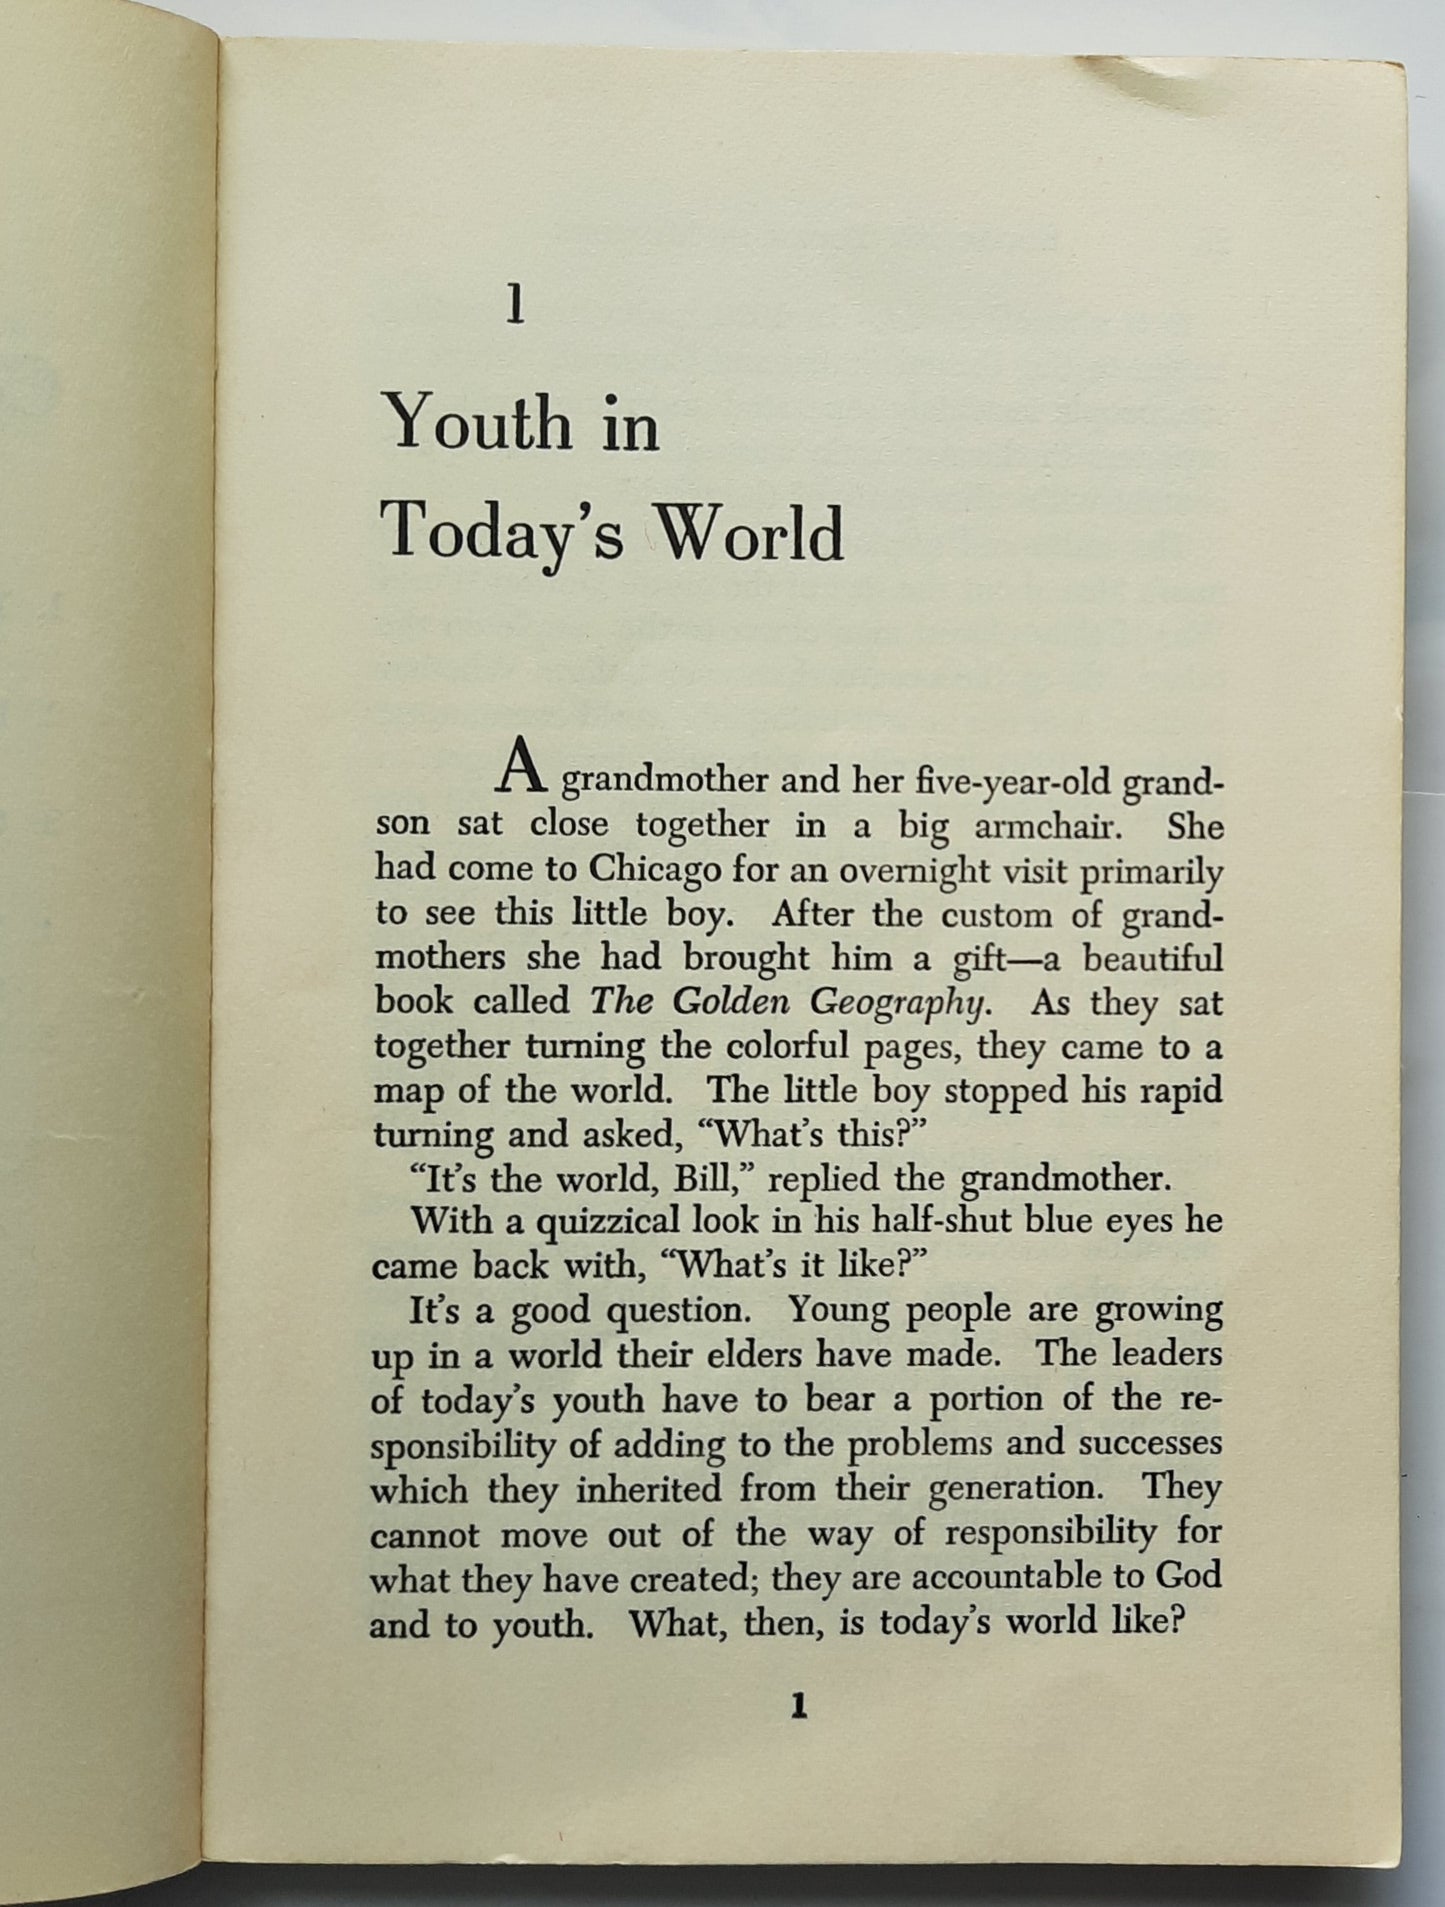 1
Youth in
Today's World
A grandmother and her five-year-old grand-
son sat close together in a big armchair. She
had come to Chicago for an overnight visit primarily
to see this little boy. After the custom of grand-
mothers she had brought him a gift—a beautiful
book called The Golden Geography. As they sat
together turning the colorful pages, they came to a
map of the world. The little boy stopped his rapid
turning and asked, “What's this?”
“It's the world, Bill,” replied the grandmother.
With a quizzical look in his half-shut blue eyes he
came back with, “What's it like?”
It's a good question. Young people are growing
up in a world their elders have made. The leaders
of today's youth have to bear a portion of the re-
sponsibility of adding to the problems and successes
which they inherited from their generation. They
cannot move out of the way of responsibility for
what they have created; they are accountable to God
and to youth. What, then, is today's world like?
1